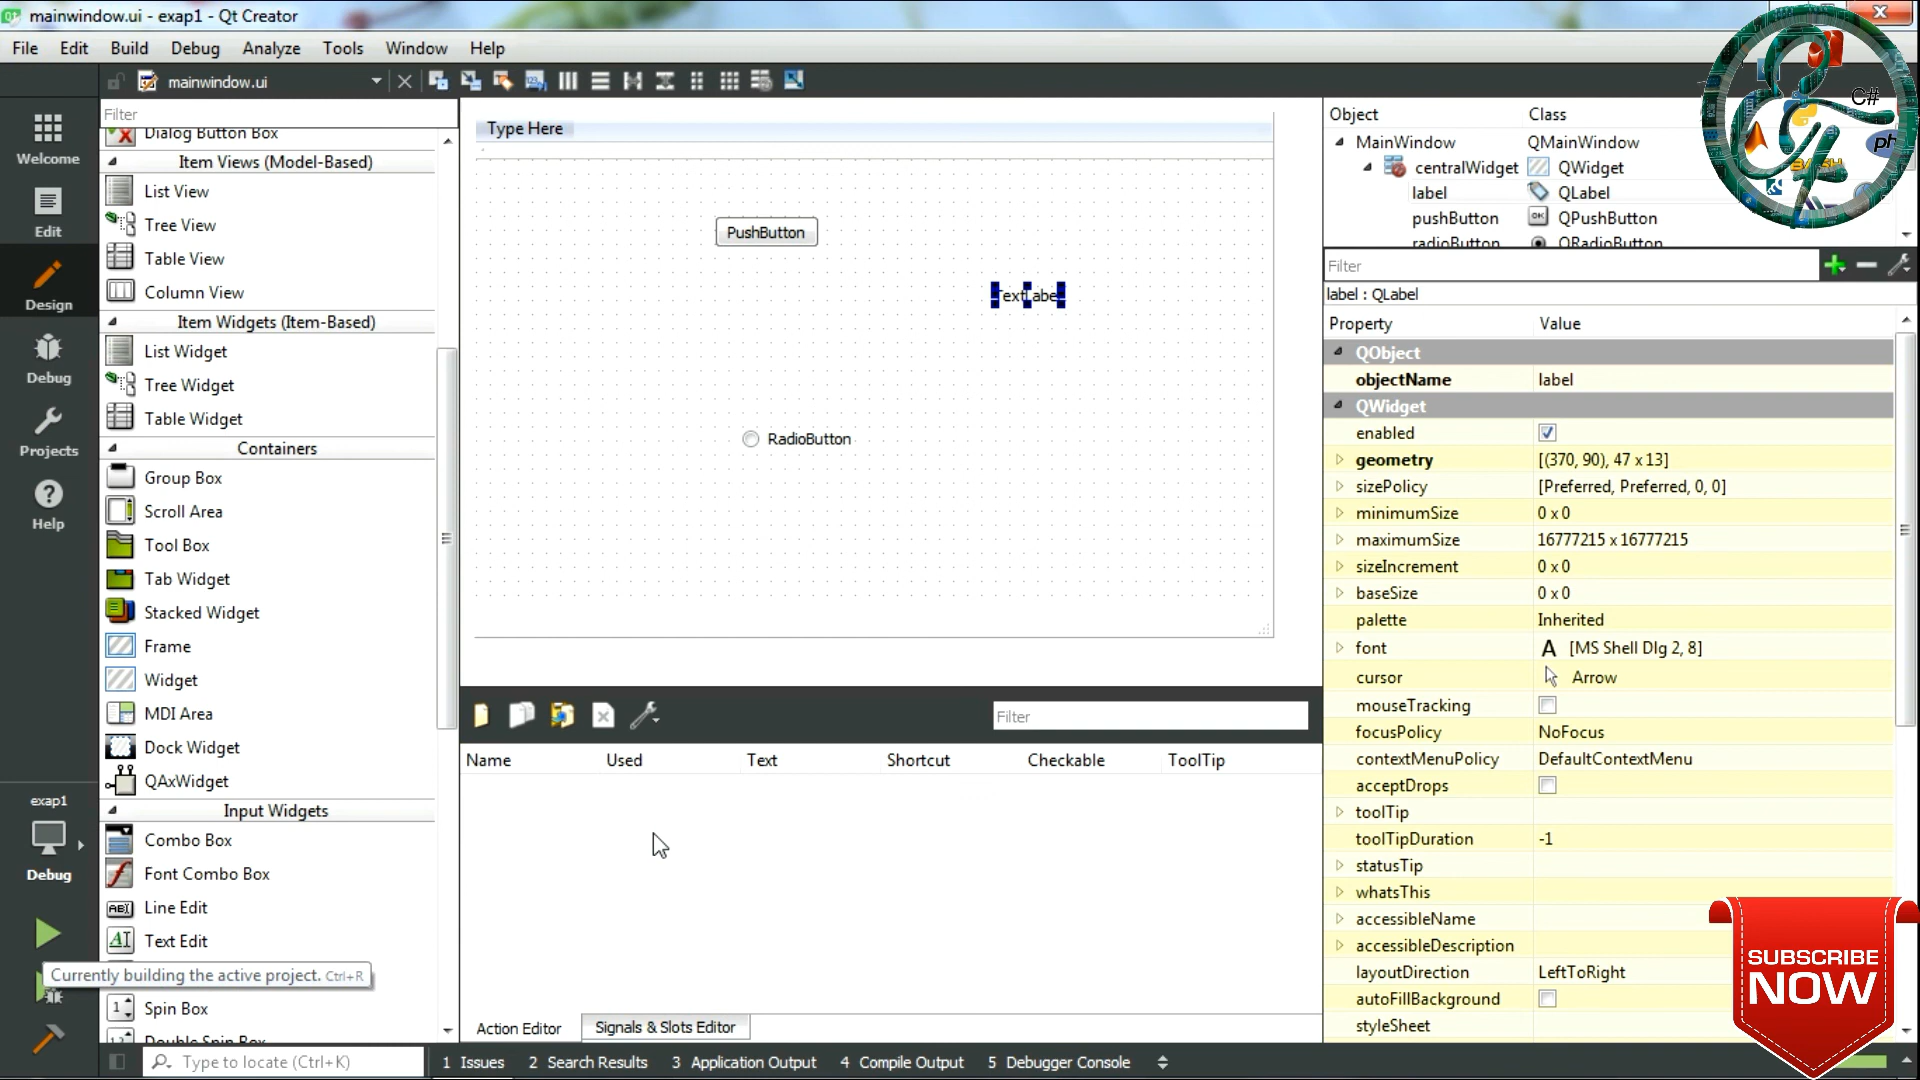 mainwindow.ui - exap1 - Qt Creator
File Edit Build Debug Analyze Tools Window Help
mainwindow.ui
Welcome
Edit
Design
Debug
Projects
Help
exap1
Debug
Filter
Dialog Button Box
Item Views (Model-Based)
List View
Tree View
Table View
Column View
Item Widgets (Item-Based)
List Widget
Tree Widget
Table Widget
Containers
Group Box
Scroll Area
Tool Box
Tab Widget
Stacked Widget
Frame
Widget
MDI Area
Dock Widget
QAxWidget
Input Widgets
Combo Box
Font Combo Box
Line Edit
Text Edit
Currently building the active project. Ctrl+R
Spin Box
Double Spin Box
Type Here
PushButton
TextLabel
RadioButton
Filter
Name Used Text Shortcut Checkable ToolTip
Action Editor Signals & Slots Editor
Object Class
MainWindow QMainWindow
centralWidget QWidget
label QLabel
pushButton QPushButton
radioButton QRadioButton
Filter
label : QLabel
Property Value
QObject
objectName label
QWidget
enabled
geometry [(370, 90), 47 x 13]
sizePolicy [Preferred, Preferred, 0, 0]
minimumSize 0 x 0
maximumSize 16777215 x 16777215
sizeIncrement 0 x 0
baseSize 0 x 0
palette Inherited
font A [MS Shell Dlg 2, 8]
cursor Arrow
mouseTracking
focusPolicy NoFocus
contextMenuPolicy DefaultContextMenu
acceptDrops
toolTip
toolTipDuration -1
statusTip
whatsThis
accessibleName
accessibleDescription
layoutDirection LeftToRight
autoFillBackground
styleSheet
C#
ph
BASH
SUBSCRIBE
NOW
Type to locate (Ctrl+K) 1 Issues 2 Search Results 3 Application Output 4 Compile Output 5 Debugger Console